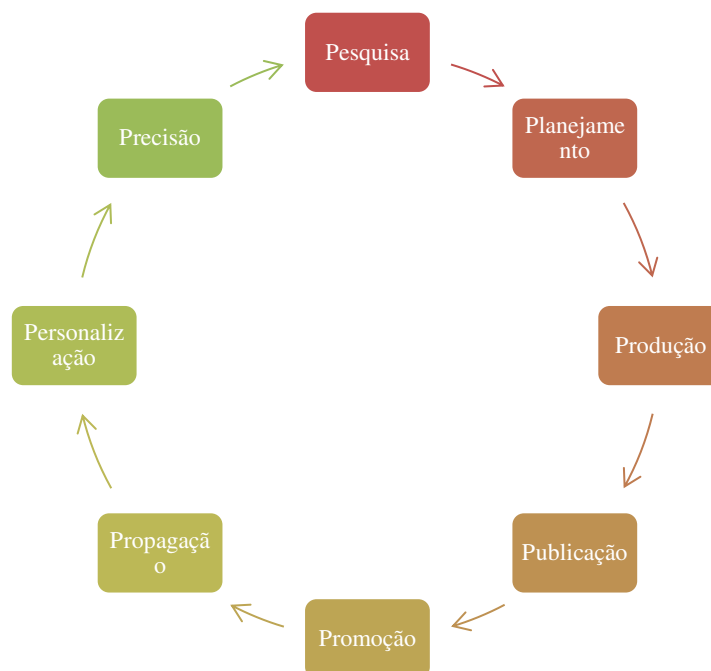 Pesquisa
Planejame
nto
Produção
Publicação
Promoção
Propagaçã
o
Personaliz
ação
Precisão